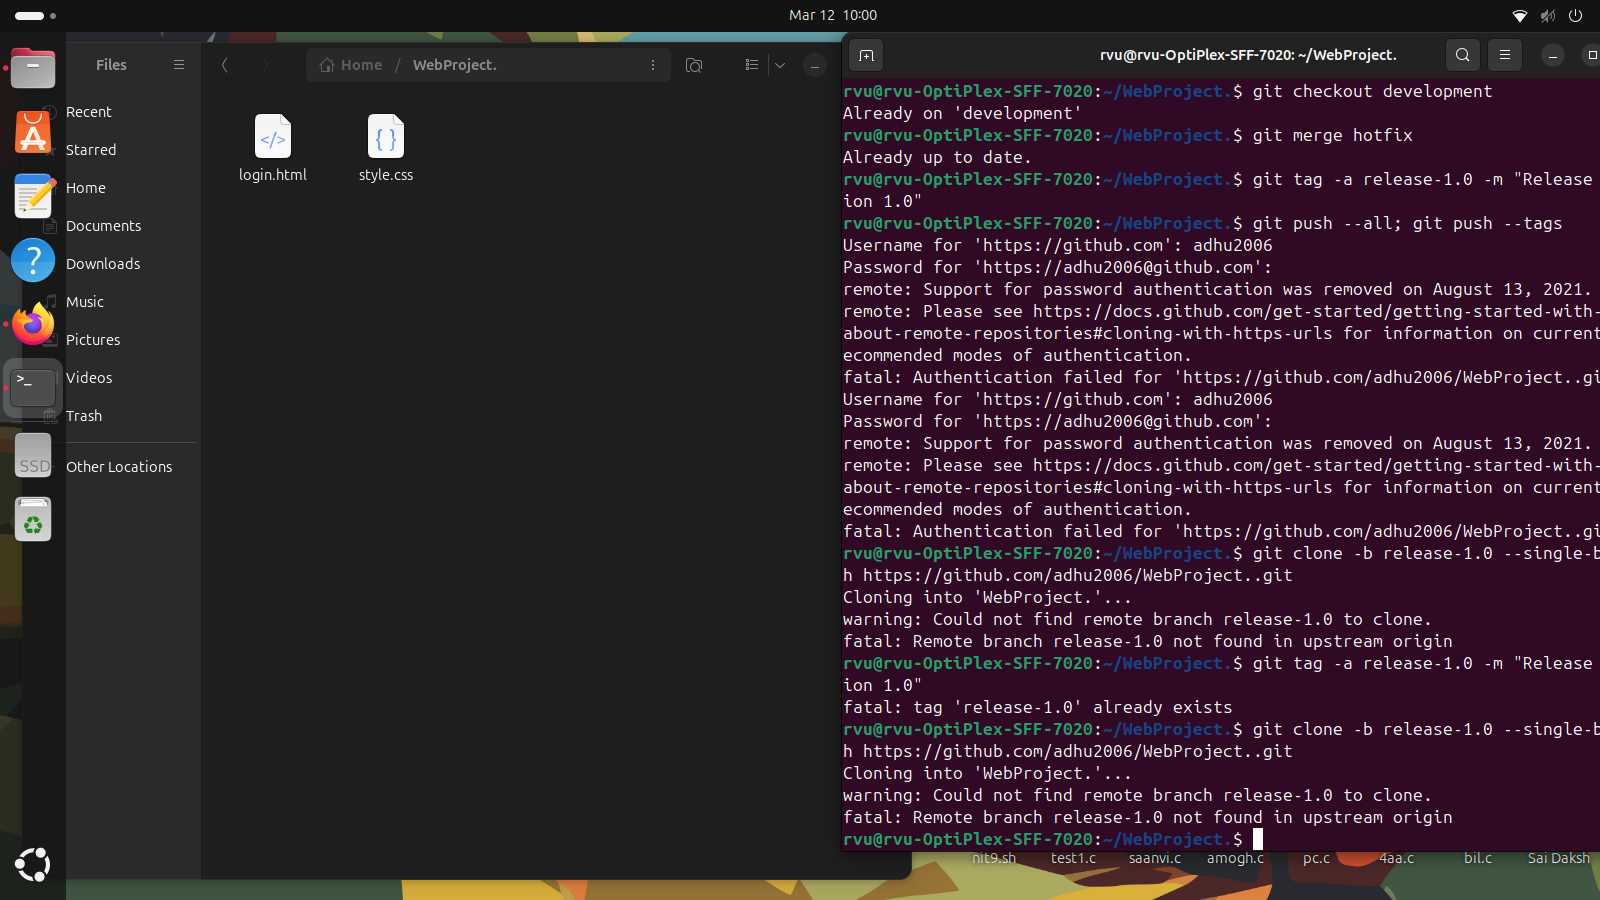 Mar 12 10:00
Files
Home / WebProject.
rvu@rvu-OptiPlex-SFF-7020: ~/WebProject.
Recent
Starred
Home
Documents
Downloads
Music
Pictures
Videos
Trash
Other Locations
SSD
login.html
style.css
rvu@rvu-OptiPlex-SFF-7020:~/WebProject.$ git checkout development
Already on 'development'
rvu@rvu-OptiPlex-SFF-7020:~/WebProject.$ git merge hotfix
Already up to date.
rvu@rvu-OptiPlex-SFF-7020:~/WebProject.$ git tag -a release-1.0 -m "Release
ion 1.0"
rvu@rvu-OptiPlex-SFF-7020:~/WebProject.$ git push --all; git push --tags
Username for 'https://github.com': adhu2006
Password for 'https://adhu2006@github.com':
remote: Support for password authentication was removed on August 13, 2021.
remote: Please see https://docs.github.com/get-started/getting-started-with-
about-remote-repositories#cloning-with-https-urls for information on current
ecommended modes of authentication.
fatal: Authentication failed for 'https://github.com/adhu2006/WebProject..gi
Username for 'https://github.com': adhu2006
Password for 'https://adhu2006@github.com':
remote: Support for password authentication was removed on August 13, 2021.
remote: Please see https://docs.github.com/get-started/getting-started-with-
about-remote-repositories#cloning-with-https-urls for information on current
ecommended modes of authentication.
fatal: Authentication failed for 'https://github.com/adhu2006/WebProject..gi
rvu@rvu-OptiPlex-SFF-7020:~/WebProject.$ git clone -b release-1.0 --single-b
h https://github.com/adhu2006/WebProject..git
Cloning into 'WebProject.'...
warning: Could not find remote branch release-1.0 to clone.
fatal: Remote branch release-1.0 not found in upstream origin
rvu@rvu-OptiPlex-SFF-7020:~/WebProject.$ git tag -a release-1.0 -m "Release
ion 1.0"
fatal: tag 'release-1.0' already exists
rvu@rvu-OptiPlex-SFF-7020:~/WebProject.$ git clone -b release-1.0 --single-b
h https://github.com/adhu2006/WebProject..git
Cloning into 'WebProject.'...
warning: Could not find remote branch release-1.0 to clone.
fatal: Remote branch release-1.0 not found in upstream origin
rvu@rvu-OptiPlex-SFF-7020:~/WebProject.$
nit9.sh test1.c saanvi.c amogh.c pc.c 4aa.c bil.c Sai Daksh